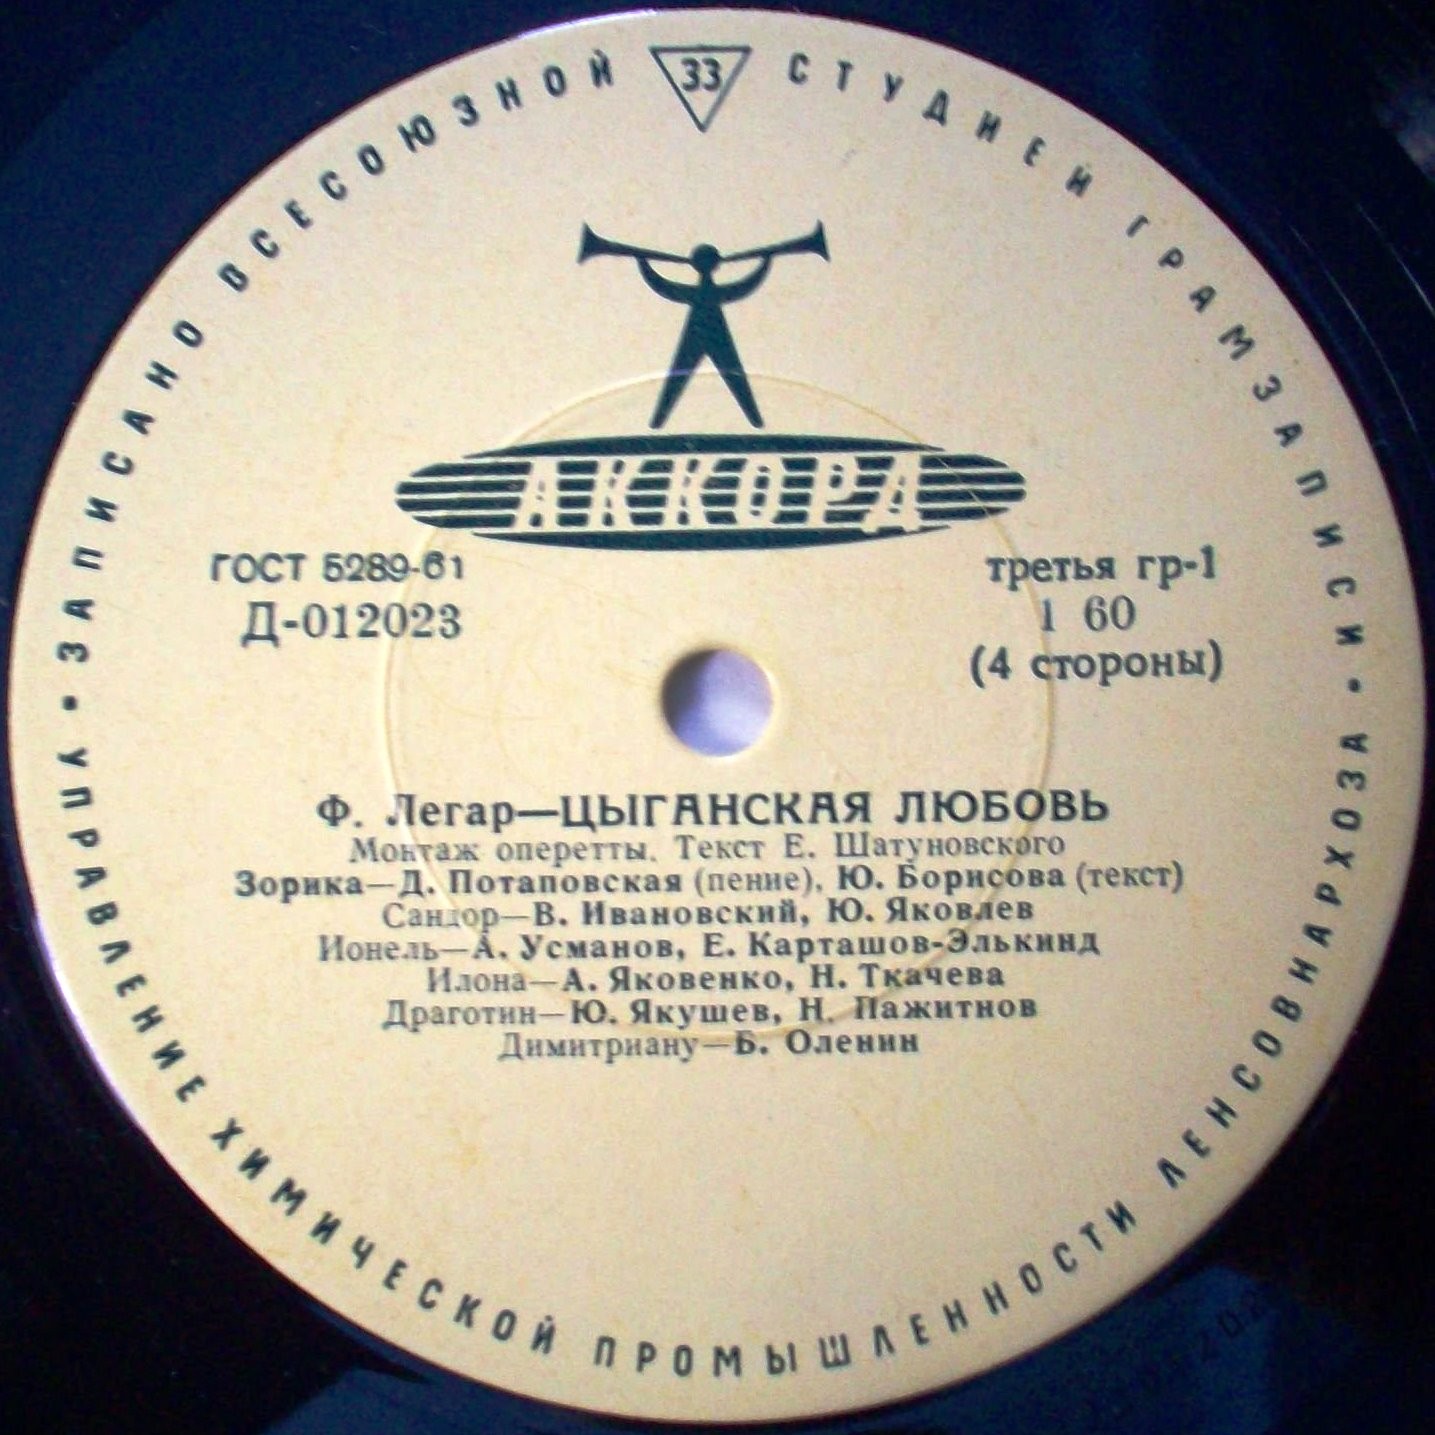 ЗАПИСАНО ВСЕСОЮЗНОЙ 33 СТУДИЕЙ ГРАМЗАПИСИ •
АККОРД
ГОСТ 5289-61
Д-012023
третья гр-1
1 60
(4 стороны)
Ф. Легар—ЦЫГАНСКАЯ ЛЮБОВЬ
Монтаж оперетты. Текст Е. Шатуновского
Зорика—Д. Потаповская (пение), Ю. Борисова (текст)
Сандор—В. Ивановский, Ю. Яковлев
Ионель—А. Усманов, Е. Карташов-Элькинд
Илона—А. Яковенко, Н. Ткачева
Драготин—Ю. Якушев, Н. Пажитнов
Димитриану—Б. Оленин
УПРАВЛЕНИЕ ХИМИЧЕСКОЙ ПРОМЫШЛЕННОСТИ ЛЕНСОВНАРХОЗА •